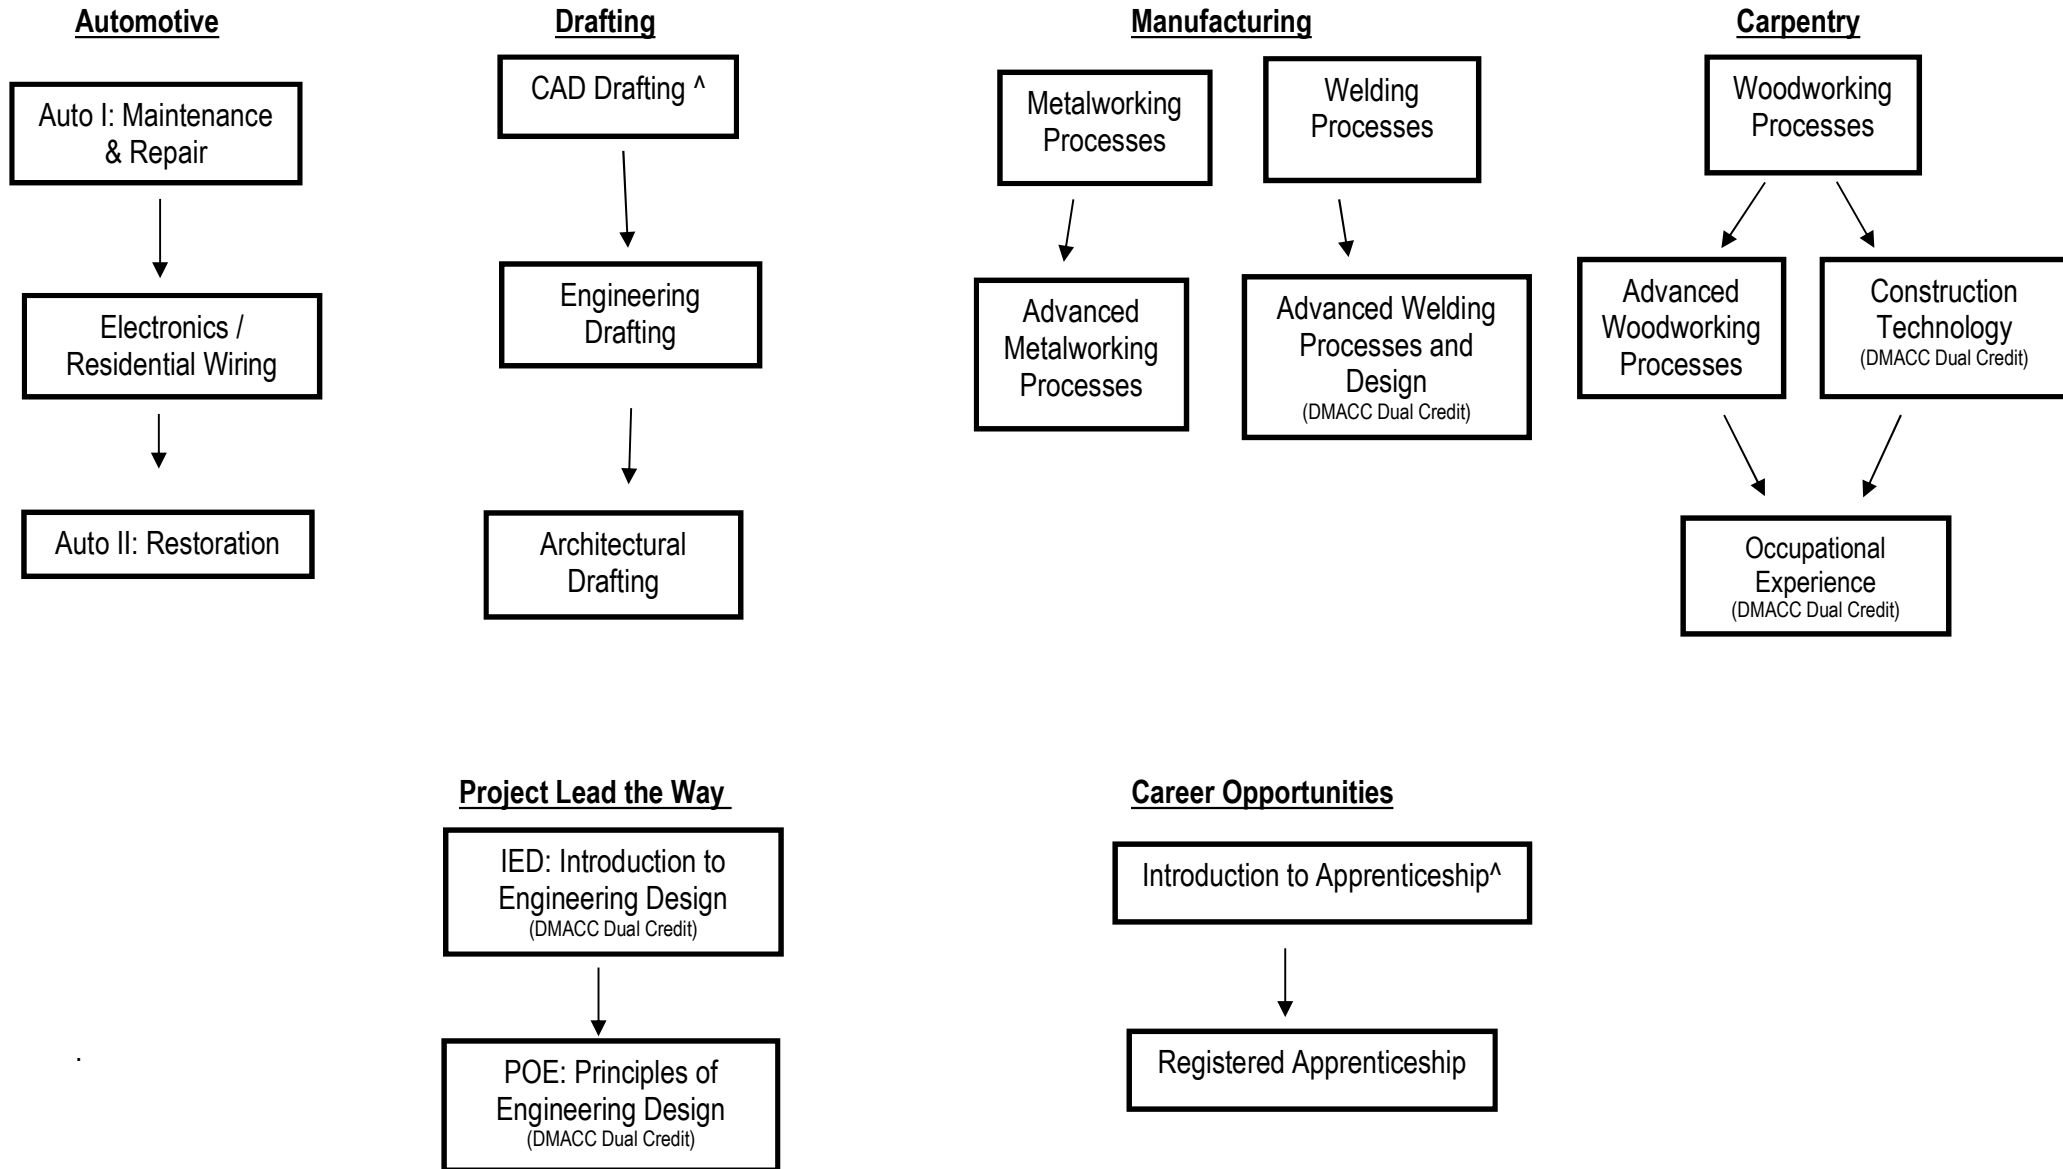 Automotive
Auto I: Maintenance
& Repair
Electronics /
Residential Wiring
Auto II: Restoration
Drafting
CAD Drafting ^
Engineering
Drafting
Architectural
Drafting
Manufacturing
Metalworking
Processes
Welding
Processes
Advanced
Metalworking
Processes
Advanced Welding
Processes and
Design
(DMACC Dual Credit)
Carpentry
Woodworking
Processes
Advanced
Woodworking
Processes
Construction
Technology
(DMACC Dual Credit)
Occupational
Experience
(DMACC Dual Credit)
Project Lead the Way
IED: Introduction to
Engineering Design
(DMACC Dual Credit)
POE: Principles of
Engineering Design
(DMACC Dual Credit)
Career Opportunities
Introduction to Apprenticeship^
Registered Apprenticeship
.